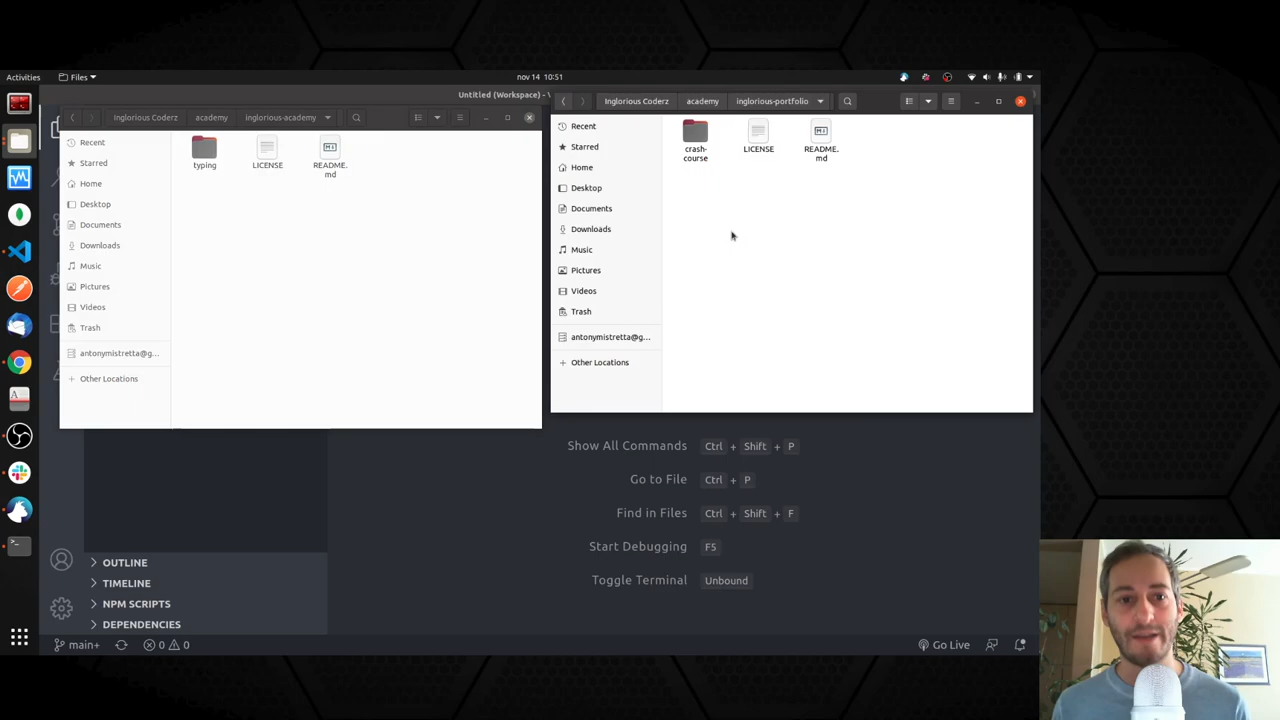 Activities
Files
nov 14 10:51
Untitled (Workspace) - V
Inglorious Coderz
academy
inglorious-academy
Recent
Starred
Home
Desktop
Documents
Downloads
Music
Pictures
Videos
Trash
antonymistretta@g...
Other Locations
typing
LICENSE
README.
md
Inglorious Coderz
academy
inglorious-portfolio
Recent
Starred
Home
Desktop
Documents
Downloads
Music
Pictures
Videos
Trash
antonymistretta@g...
Other Locations
crash-
course
LICENSE
README.
md
Show All Commands Ctrl + Shift + P
Go to File Ctrl + P
Find in Files Ctrl + Shift + F
Start Debugging F5
Toggle Terminal Unbound
OUTLINE
TIMELINE
NPM SCRIPTS
DEPENDENCIES
main+ 0 0
Go Live